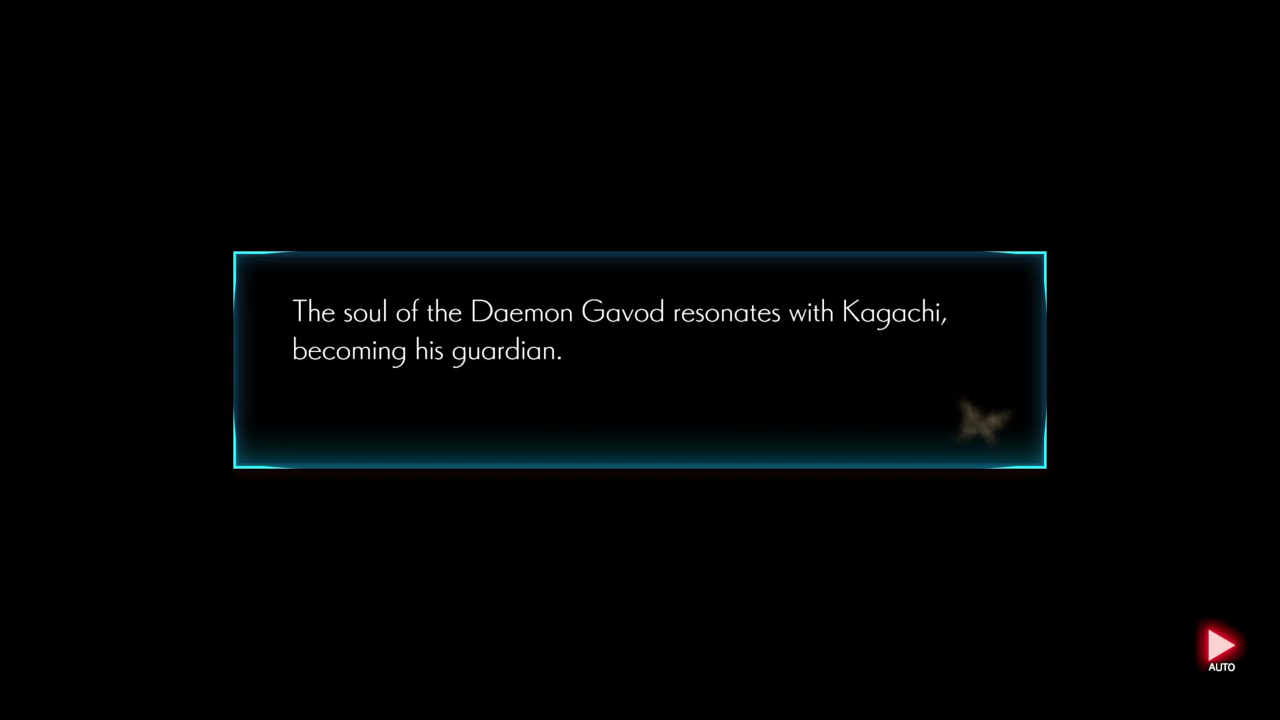 The soul of the Daemon Gavod resonates with Kagachi,
becoming his guardian.
AUTO